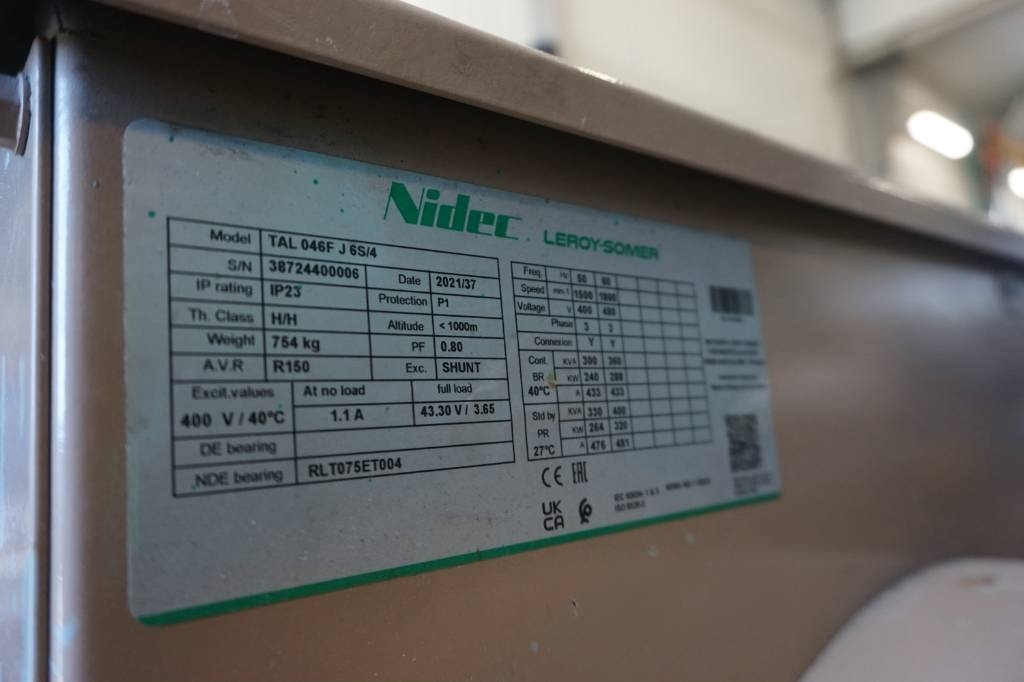 Nidec LEROY-SOMER
Model TAL 046F J 6S/4
S/N 38724400006 Date 2021/37
IP rating IP23 Protection P1
Th. Class H/H Altitude < 1000m
Weight 754 kg PF 0.80
A.V.R R150 Exc. SHUNT
Excit.values At no load full load
400 V / 40°C 1.1 A 43.30 V / 3.65
DE bearing
NDE bearing RLT075ET004
Freq. Hz 50 60
Speed min-1 1500 1800
Voltage V 400 480
Phase 3 3
Connexion Y Y
Cont. KVA 300 360
BR KW 240 288
40°C A 433 433
Std by KVA 330 400
PR KW 264 320
27°C A 476 481
CE EAC
UK
CA